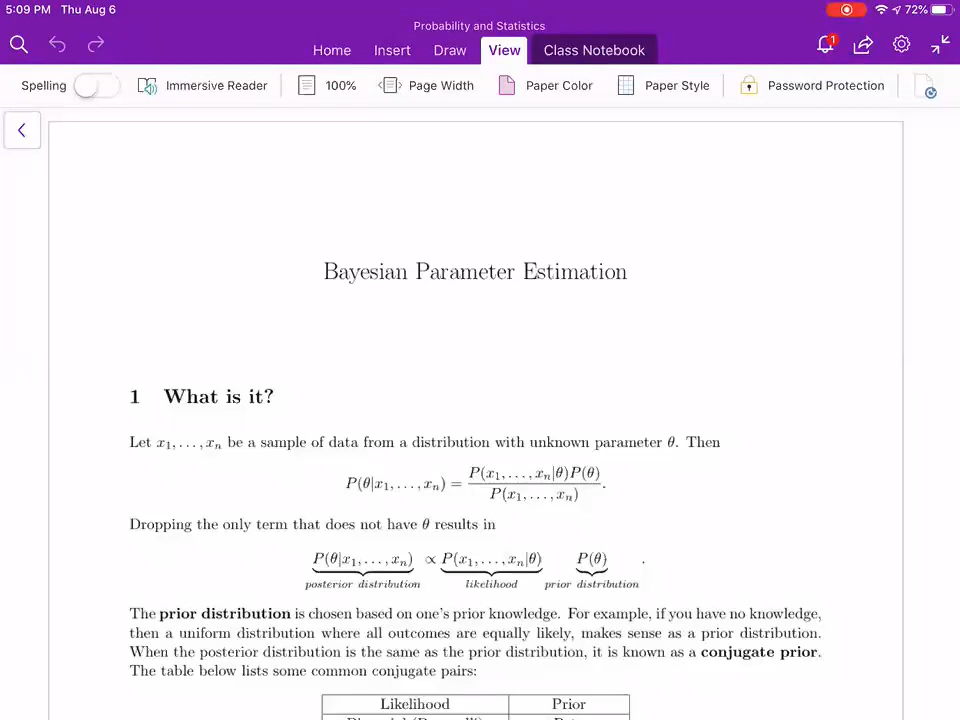 5:09 PM Thu Aug 6
72%
Probability and Statistics
Home Insert Draw View Class Notebook
1
Spelling Immersive Reader 100% Page Width Paper Color Paper Style Password Protection
Bayesian Parameter Estimation
1 What is it?
Let x₁, . . . , xₙ be a sample of data from a distribution with unknown parameter θ. Then
P(θ|x₁, . . . , xₙ) = P(x₁, . . . , xₙ|θ)P(θ) / P(x₁, . . . , xₙ).
Dropping the only term that does not have θ results in
P(θ|x₁, . . . , xₙ) ∝ P(x₁, . . . , xₙ|θ) P(θ) .
posterior distribution likelihood prior distribution
The prior distribution is chosen based on one's prior knowledge. For example, if you have no knowledge,
then a uniform distribution where all outcomes are equally likely, makes sense as a prior distribution.
When the posterior distribution is the same as the prior distribution, it is known as a conjugate prior.
The table below lists some common conjugate pairs:
Likelihood Prior